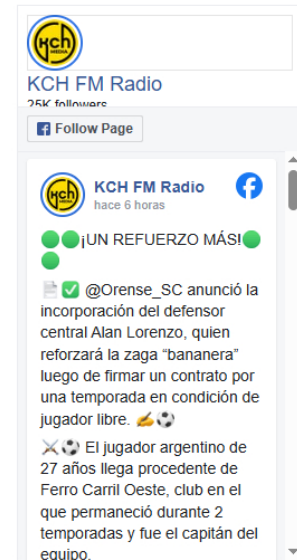 KCH
MEDIA
KCH FM Radio
25K followers
Follow Page
KCH
MEDIA
KCH FM Radio
hace 6 horas
🟢🟢¡UN REFUERZO MÁS!🟢
🟢
📄✅ @Orense_SC anunció la
incorporación del defensor
central Alan Lorenzo, quien
reforzará la zaga “bananera”
luego de firmar un contrato por
una temporada en condición de
jugador libre. ✍️⚽
⚔️⚽ El jugador argentino de
27 años llega procedente de
Ferro Carril Oeste, club en el
que permaneció durante 2
temporadas y fue el capitán del
equipo.